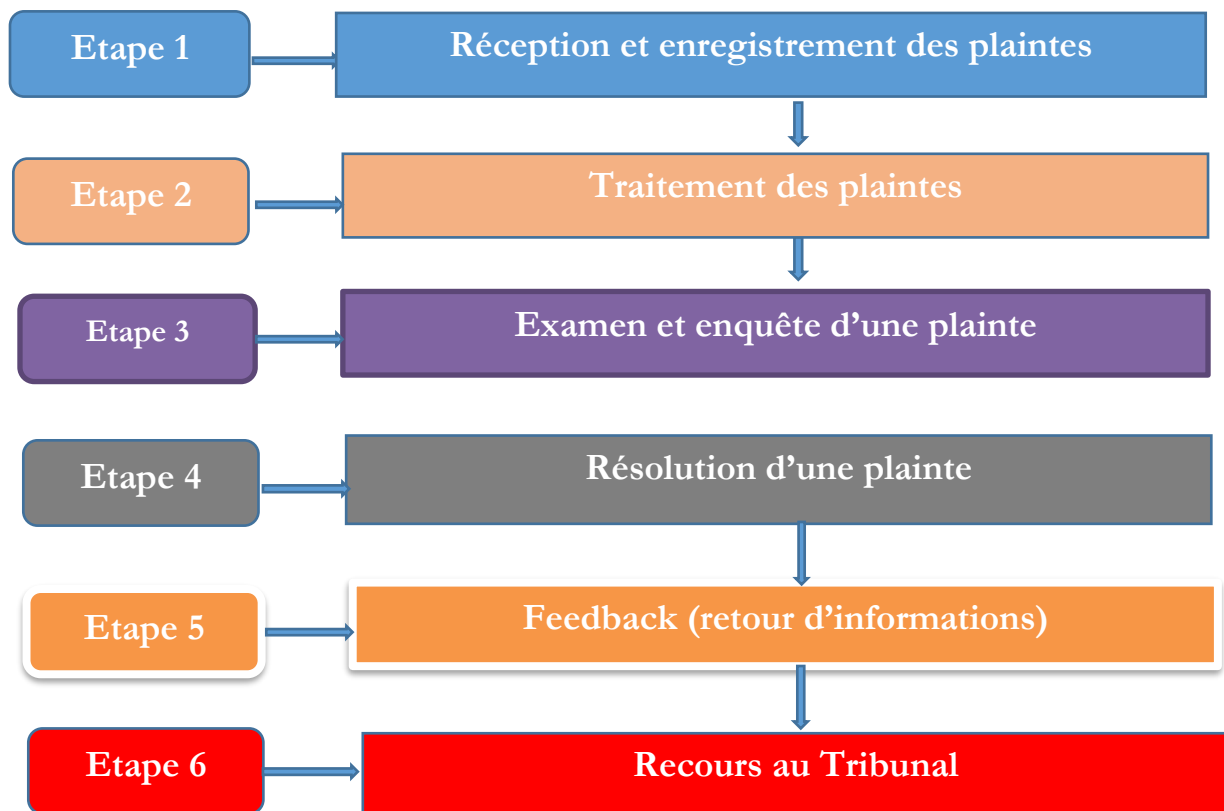 Etape 1
Réception et enregistrement des plaintes
Etape 2
Traitement des plaintes
Etape 3
Examen et enquête d’une plainte
Etape 4
Résolution d’une plainte
Etape 5
Feedback (retour d’informations)
Etape 6
Recours au Tribunal